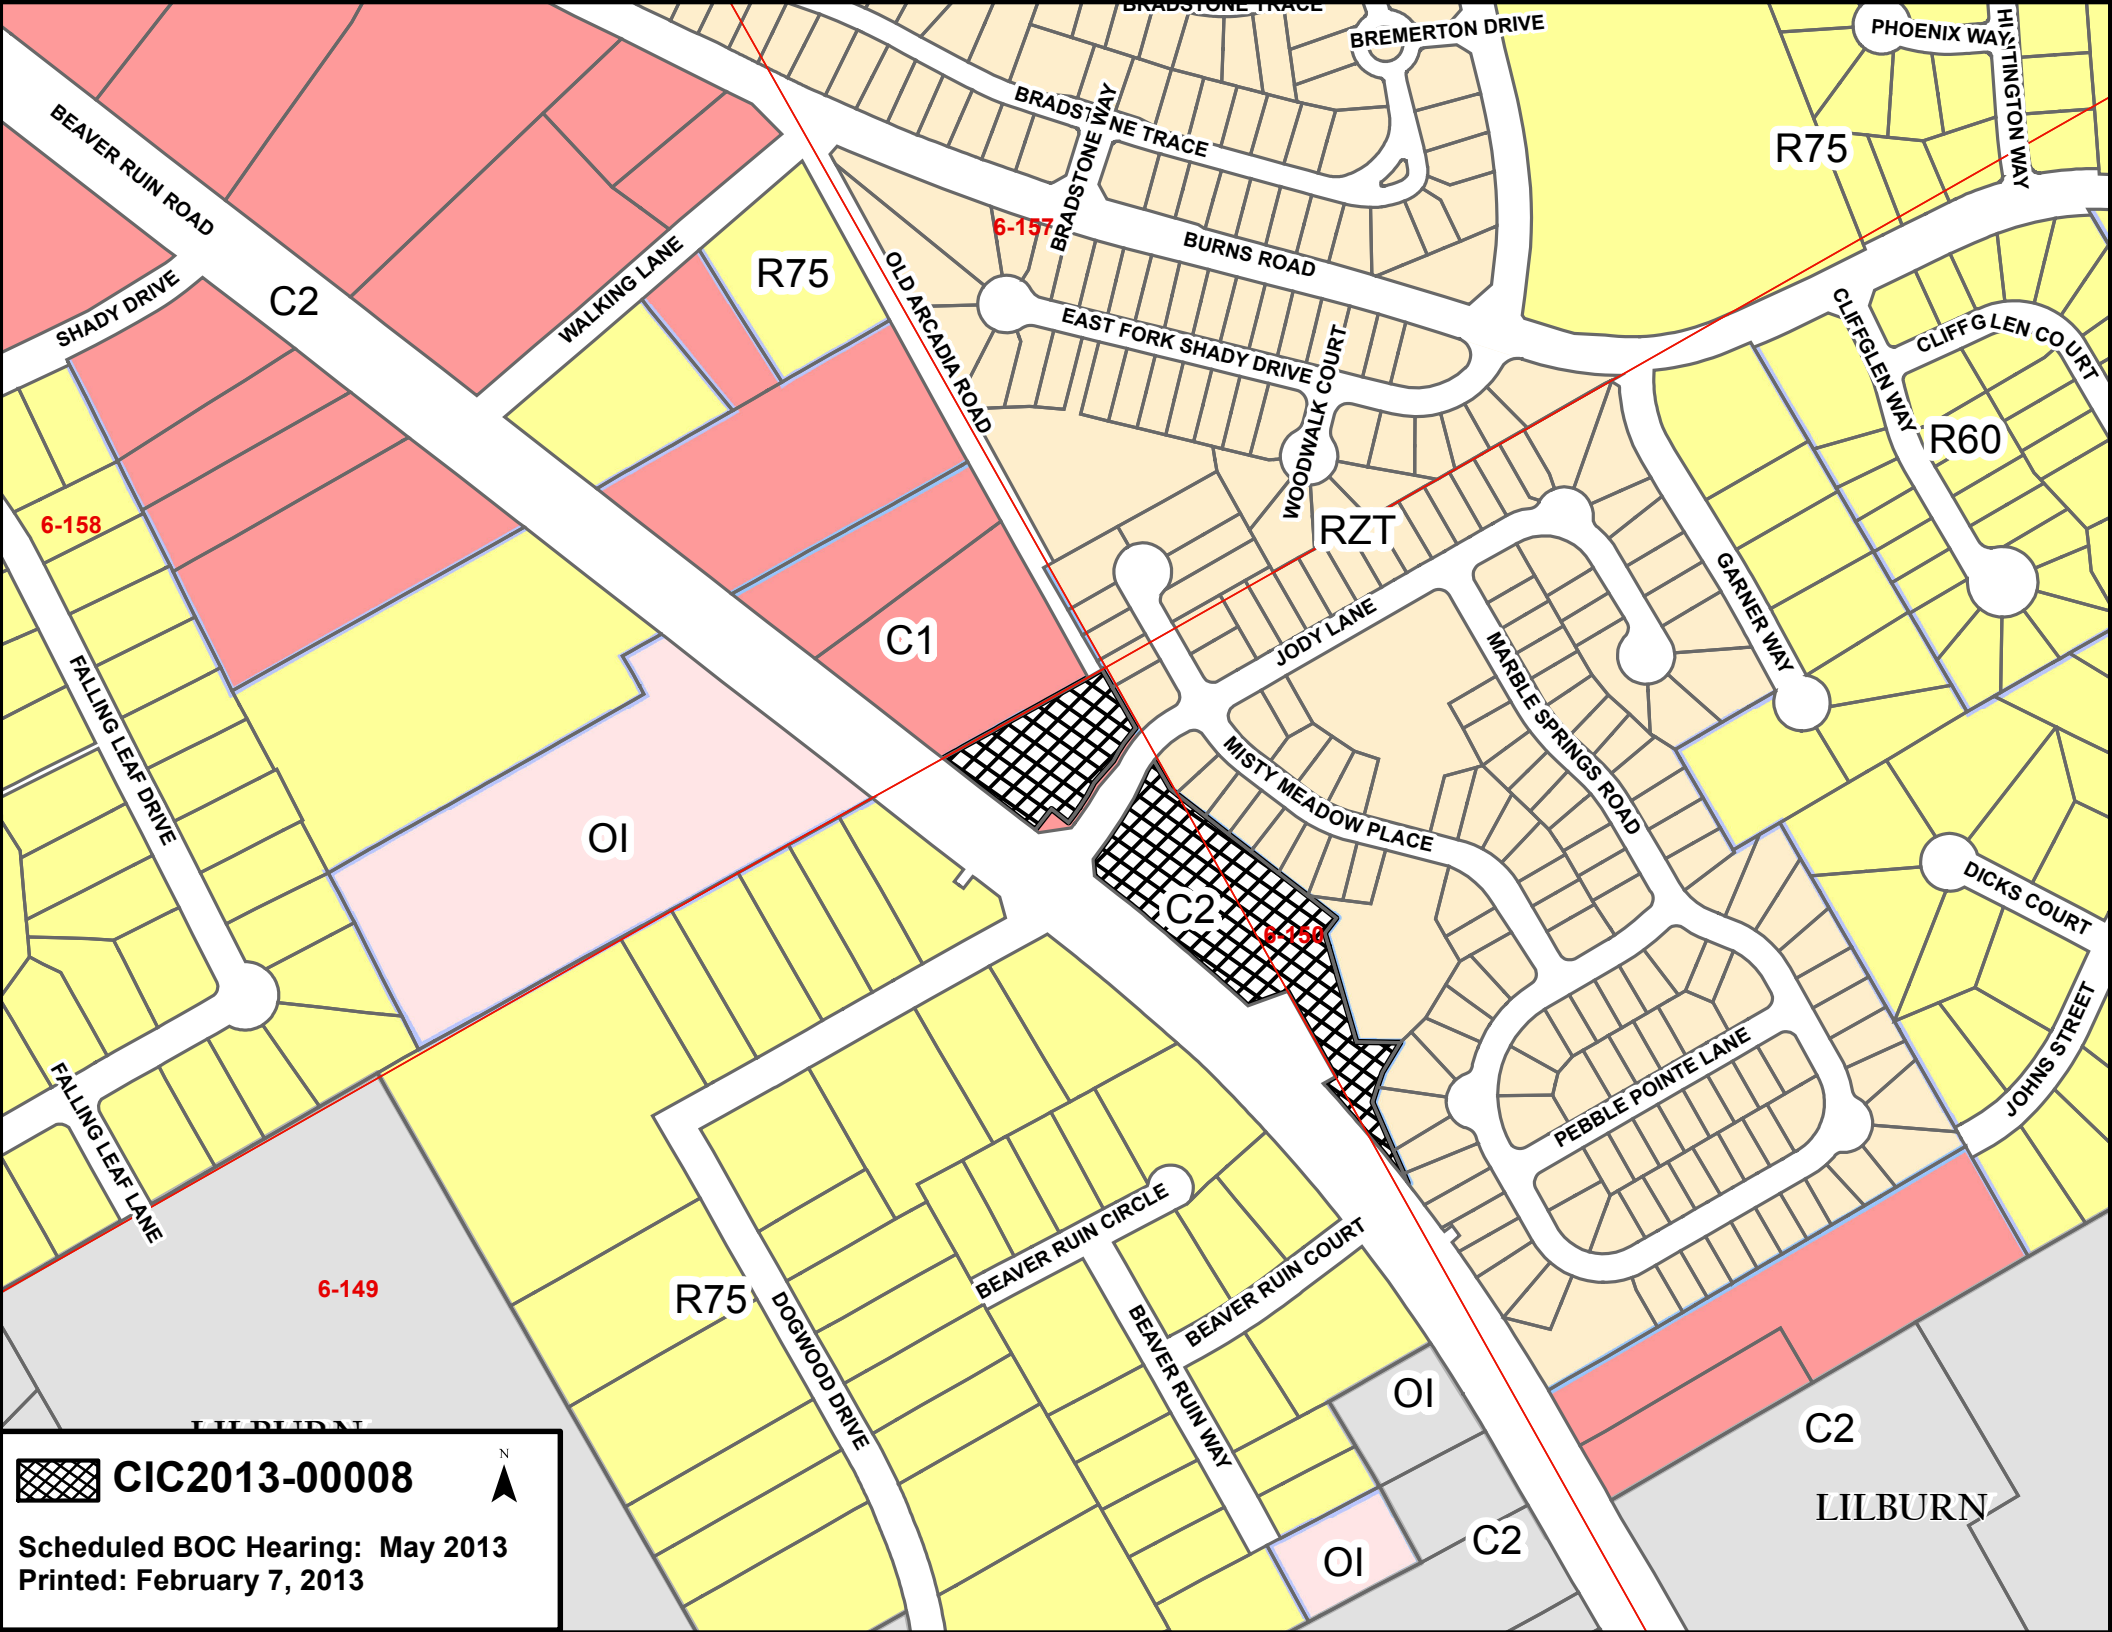 BRADSTONE TRACE
BREMERTON DRIVE
PHOENIX WAY
HUNTINGTON WAY
BEAVER RUIN ROAD
BRADSTONE TRACE
BRADSTONE WAY
R75
6-157
BURNS ROAD
SHADY DRIVE
C2
WALKING LANE
R75
OLD ARCADIA ROAD
EAST FORK SHADY DRIVE
WOODWALK COURT
CLIFFGLEN WAY
CLIFFGLEN COURT
R60
6-158
RZT
GARNER WAY
JODY LANE
C1
MARBLE SPRINGS ROAD
FALLING LEAF DRIVE
MISTY MEADOW PLACE
OI
C2
6-150
DICKS COURT
JOHNS STREET
PEBBLE POINTE LANE
FALLING LEAF LANE
6-149
R75
BEAVER RUIN CIRCLE
BEAVER RUIN COURT
DOGWOOD DRIVE
BEAVER RUIN WAY
OI
C2
LILBURN
LILBURN
C2
OI
N
CIC2013-00008
Scheduled BOC Hearing: May 2013
Printed: February 7, 2013